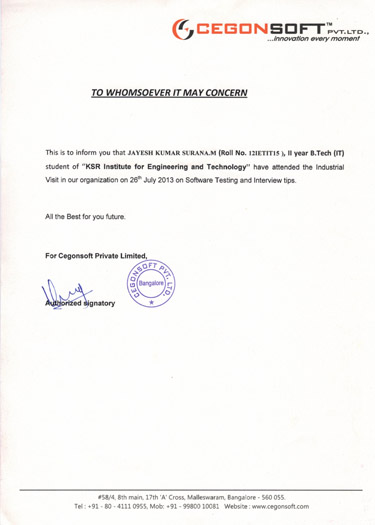 CEGONSOFT™ PVT.LTD.,
...innovation every moment
TO WHOMSOEVER IT MAY CONCERN
This is to inform you that JAYESH KUMAR SURANA.M (Roll No. 12IETIT15 ), II year B.Tech (IT)
student of "KSR Institute for Engineering and Technology" have attended the Industrial
Visit in our organization on 26th July 2013 on Software Testing and Interview tips.
All the Best for you future.
For Cegonsoft Private Limited,
CEGONSOFT PVT. LTD.
Bangalore
Authorized signatory
#58/4, 8th main, 17th 'A' Cross, Malleswaram, Bangalore - 560 055.
Tel : +91 - 80 - 4111 0955, Mob: +91 - 99800 10081 Website : www.cegonsoft.com